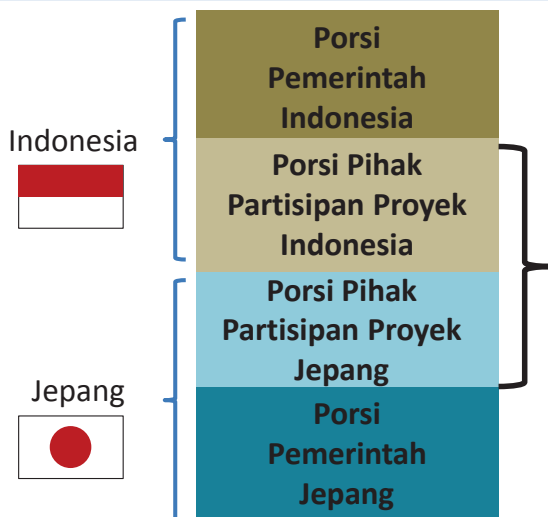 Indonesia
Porsi
Pemerintah
Indonesia
Porsi Pihak
Partisipan Proyek
Indonesia
Jepang
Porsi Pihak
Partisipan Proyek
Jepang
Porsi
Pemerintah
Jepang